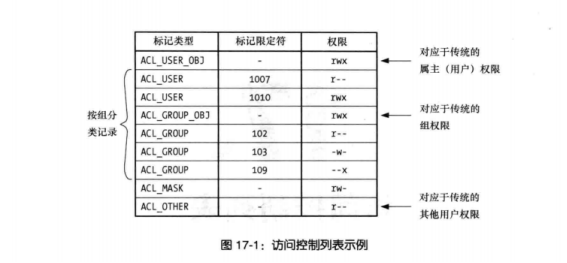 标记类型 标记限定符 权限
ACL_USER_OBJ - rwx
对应于传统的
属主（用户）权限
ACL_USER 1007 r--
ACL_USER 1010 rwx
按组分
类记录
ACL_GROUP_OBJ - rwx
对应于传统的
组权限
ACL_GROUP 102 r--
ACL_GROUP 103 -w-
ACL_GROUP 109 --x
ACL_MASK - rw-
ACL_OTHER - r--
对应于传统的
其他用户权限
图 17-1：访问控制列表示例